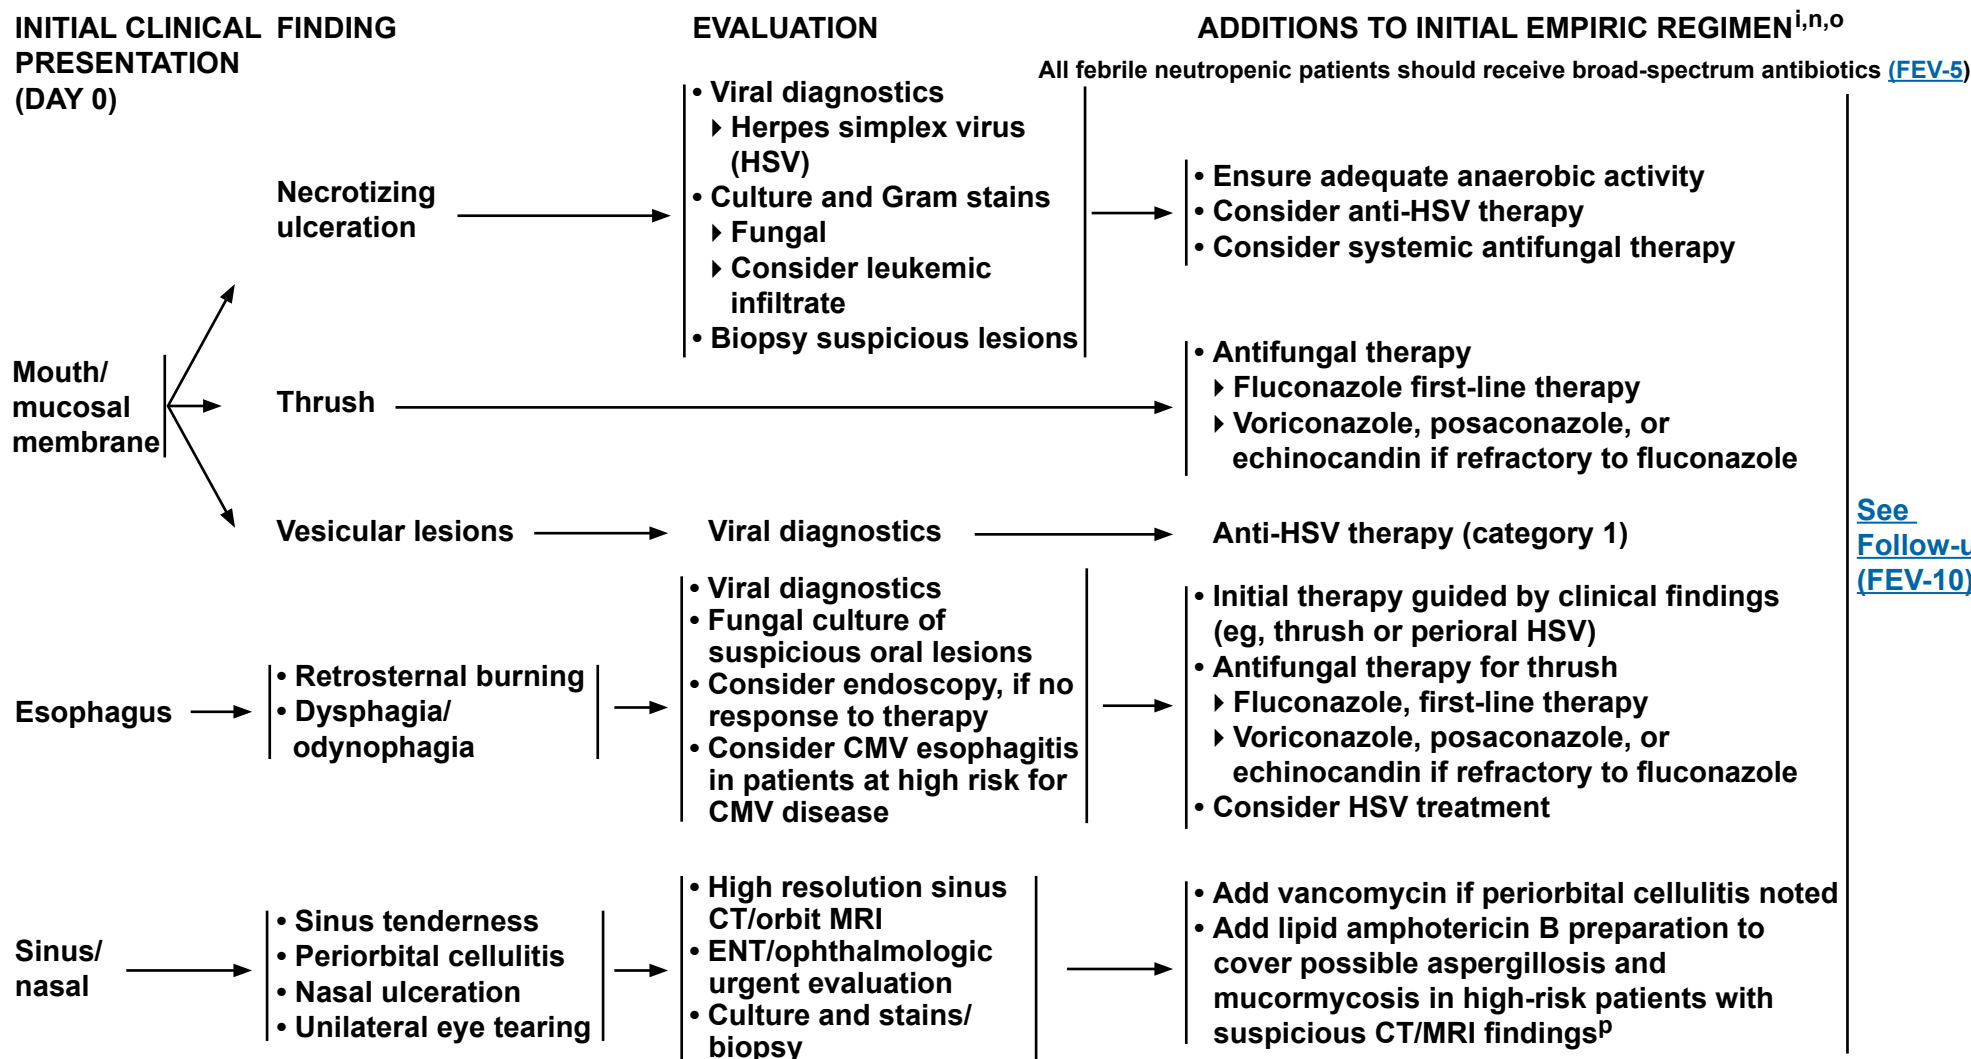 INITIAL CLINICAL PRESENTATION (DAY 0)
FINDING
EVALUATION
ADDITIONS TO INITIAL EMPIRIC REGIMENi,n,o
All febrile neutropenic patients should receive broad-spectrum antibiotics (FEV-5)
Mouth/
mucosal
membrane
Necrotizing
ulceration
• Viral diagnostics
▸ Herpes simplex virus
(HSV)
• Culture and Gram stains
▸ Fungal
▸ Consider leukemic
infiltrate
• Biopsy suspicious lesions
• Ensure adequate anaerobic activity
• Consider anti-HSV therapy
• Consider systemic antifungal therapy
Thrush
• Antifungal therapy
▸ Fluconazole first-line therapy
▸ Voriconazole, posaconazole, or
echinocandin if refractory to fluconazole
Vesicular lesions
Viral diagnostics
Anti-HSV therapy (category 1)
Esophagus
• Retrosternal burning
• Dysphagia/
odynophagia
• Viral diagnostics
• Fungal culture of
suspicious oral lesions
• Consider endoscopy, if no
response to therapy
• Consider CMV esophagitis
in patients at high risk for
CMV disease
• Initial therapy guided by clinical findings
(eg, thrush or perioral HSV)
• Antifungal therapy for thrush
▸ Fluconazole, first-line therapy
▸ Voriconazole, posaconazole, or
echinocandin if refractory to fluconazole
• Consider HSV treatment
Sinus/
nasal
• Sinus tenderness
• Periorbital cellulitis
• Nasal ulceration
• Unilateral eye tearing
• High resolution sinus
CT/orbit MRI
• ENT/ophthalmologic
urgent evaluation
• Culture and stains/
biopsy
• Add vancomycin if periorbital cellulitis noted
• Add lipid amphotericin B preparation to
cover possible aspergillosis and
mucormycosis in high-risk patients with
suspicious CT/MRI findingsp
See
Follow-u
(FEV-10)